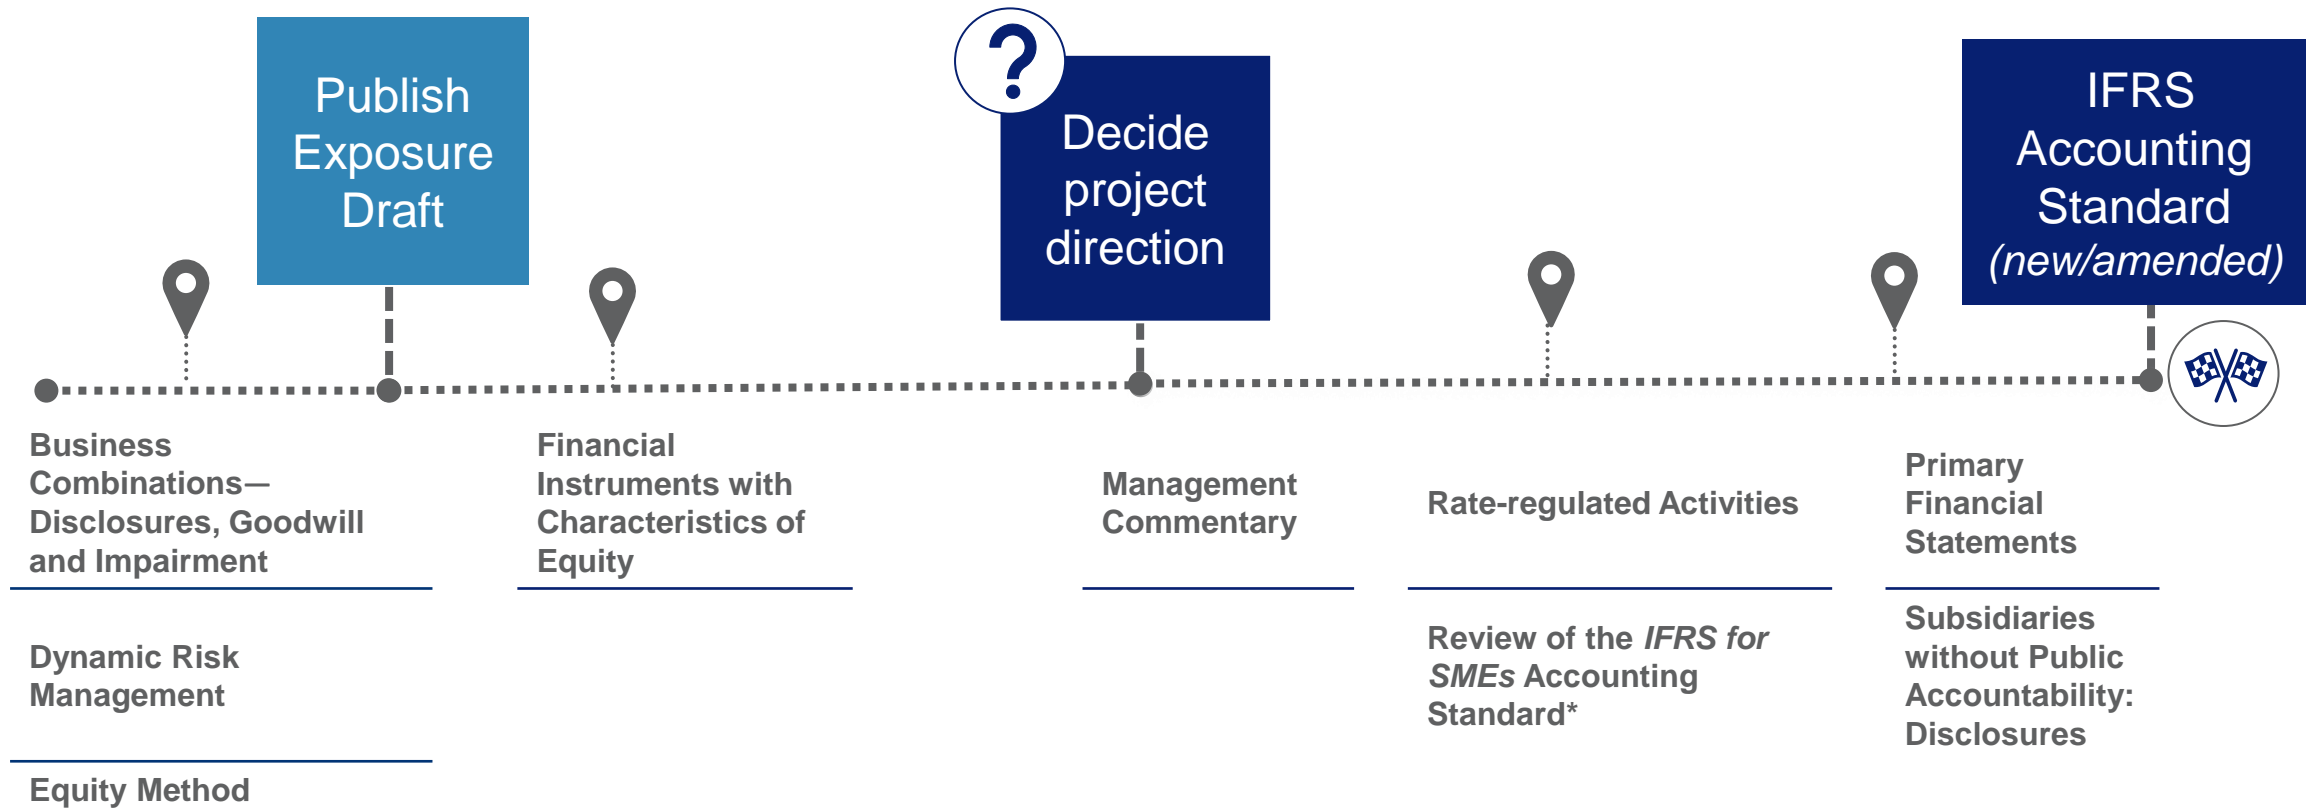 Publish
Exposure
Draft
?
Decide
project
direction
IFRS
Accounting
Standard
(new/amended)
Business
Combinations—
Disclosures, Goodwill
and Impairment
Dynamic Risk
Management
Equity Method
Financial
Instruments with
Characteristics of
Equity
Management
Commentary
Rate-regulated Activities
Review of the IFRS for
SMEs Accounting
Standard*
Primary
Financial
Statements
Subsidiaries
without Public
Accountability:
Disclosures